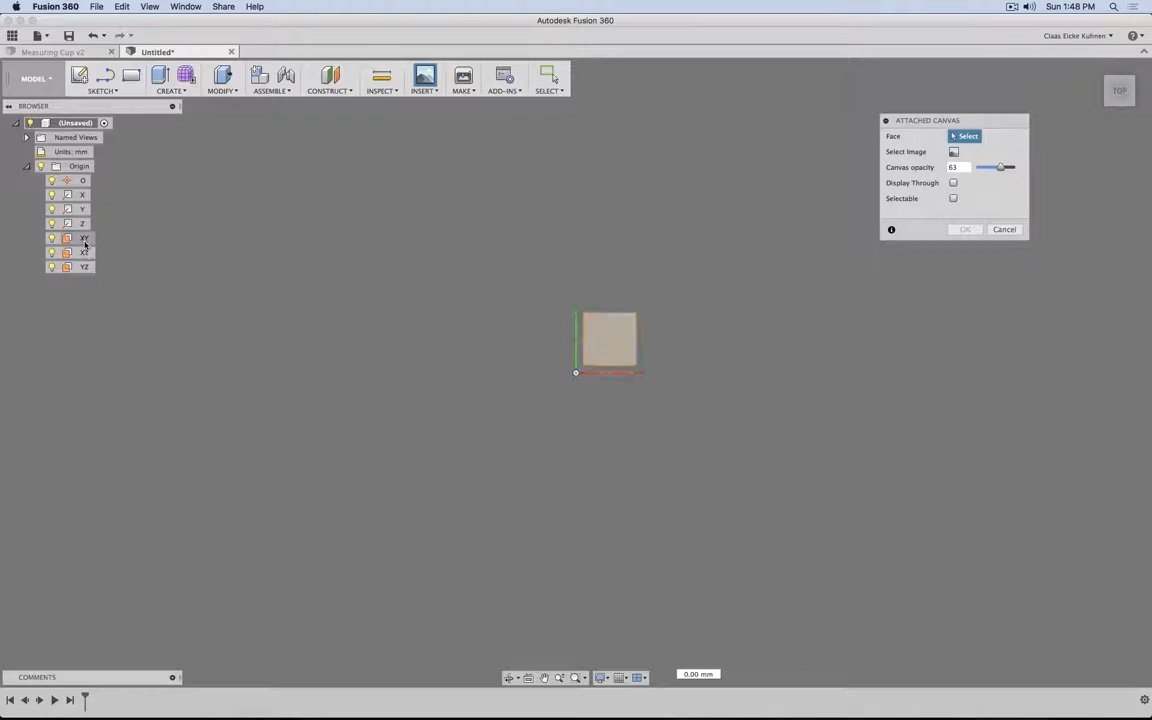 Fusion 360 File Edit View Window Share Help Sun 1:48 PM
Autodesk Fusion 360
Claas Eicke Kuhnen
Measuring Cup v2 Untitled*
MODEL SKETCH CREATE MODIFY ASSEMBLE CONSTRUCT INSPECT INSERT MAKE ADD-INS SELECT
TOP
BROWSER
(Unsaved)
Named Views
Units: mm
Origin
O
X
Y
Z
XY
XZ
YZ
ATTACHED CANVAS
Face Select
Select Image
Canvas opacity 63
Display Through
Selectable
OK Cancel
0.00 mm
COMMENTS